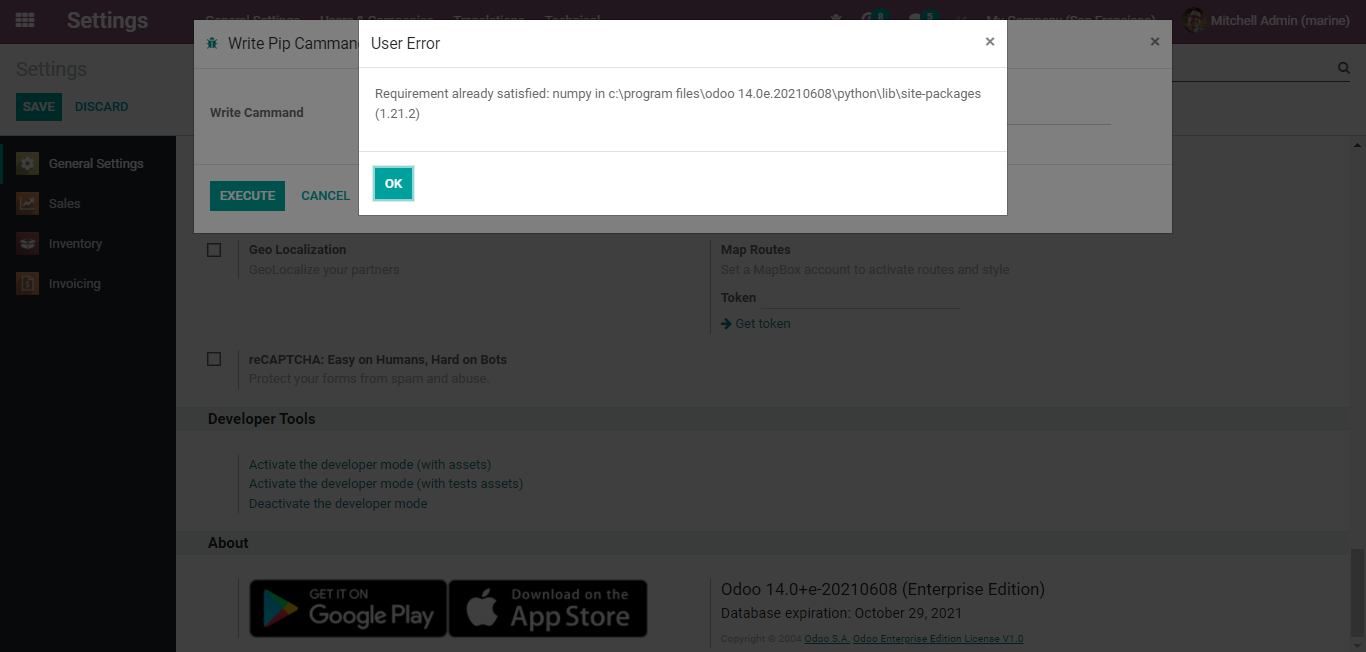 Settings
General Settings Users & Companies Translations Technical
8
5
My Company (San Francisco)
Mitchell Admin (marine)
Write Pip Camman
User Error
×
×
Settings
SAVE
DISCARD
Requirement already satisfied: numpy in c:\program files\odoo 14.0e.20210608\python\lib\site-packages
(1.21.2)
Write Cammand
OK
EXECUTE
CANCEL
General Settings
Sales
Inventory
Invoicing
Geo Localization
GeoLocalize your partners
Map Routes
Set a MapBox account to activate routes and style
Token
Get token
reCAPTCHA: Easy on Humans, Hard on Bots
Protect your forms from spam and abuse.
Developer Tools
Activate the developer mode (with assets)
Activate the developer mode (with tests assets)
Deactivate the developer mode
About
GET IT ON
Google Play
Download on the
App Store
Odoo 14.0+e-20210608 (Enterprise Edition)
Database expiration: October 29, 2021
Copyright © 2004 Odoo S.A. Odoo Enterprise Edition License V1.0